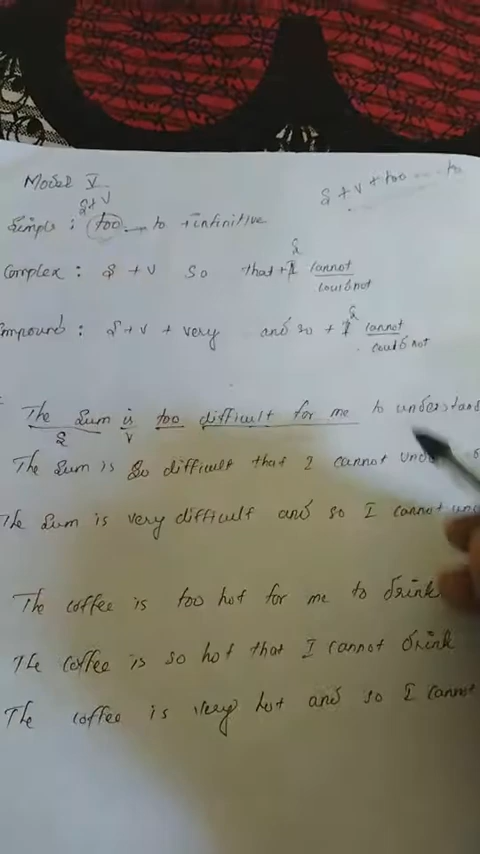 Model V
S + V + too --- to
S+V
Simple : too --- to +infinitive
S
Complex : S + V so that + I cannot
could not
S
ompound : S+V + very and so + I cannot
could not
The Sum is too difficult for me to understand
S V
The Sum is So difficult that I cannot und
The Sum is very difficult and so I cannot und
The coffee is too hot for me to drink
The coffee is so hot that I cannot drink
The coffee is very hot and so I cannot